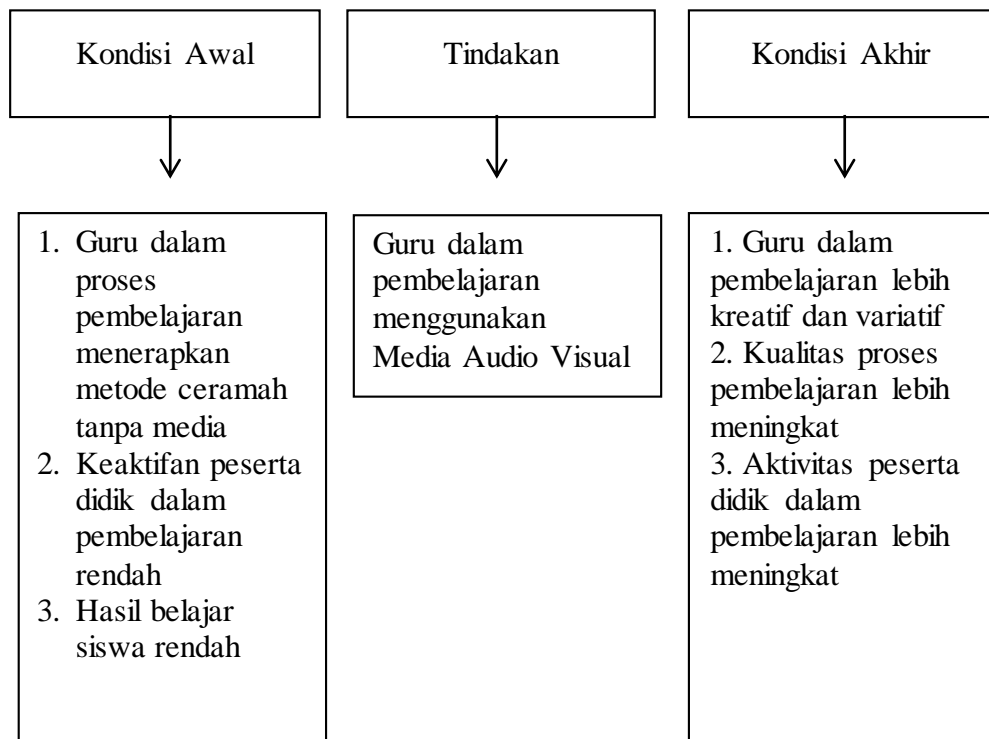 Kondisi Awal
Tindakan
Kondisi Akhir
1. Guru dalam
proses
pembelajaran
menerapkan
metode ceramah
tanpa media
2. Keaktifan peserta
didik dalam
pembelajaran
rendah
3. Hasil belajar
siswa rendah
Guru dalam
pembelajaran
menggunakan
Media Audio Visual
1. Guru dalam
pembelajaran lebih
kreatif dan variatif
2. Kualitas proses
pembelajaran lebih
meningkat
3. Aktivitas peserta
didik dalam
pembelajaran lebih
meningkat